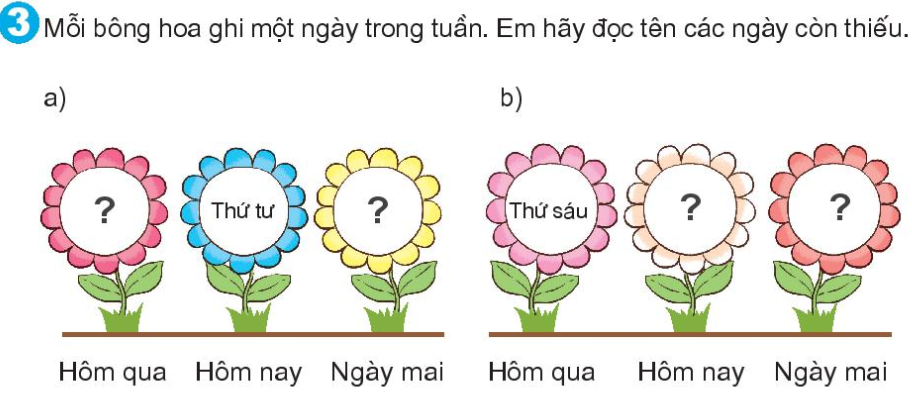 3 Mỗi bông hoa ghi một ngày trong tuần. Em hãy đọc tên các ngày còn thiếu.
a)
? Thứ tư ?
Hôm qua Hôm nay Ngày mai
b)
Thứ sáu ? ?
Hôm qua Hôm nay Ngày mai